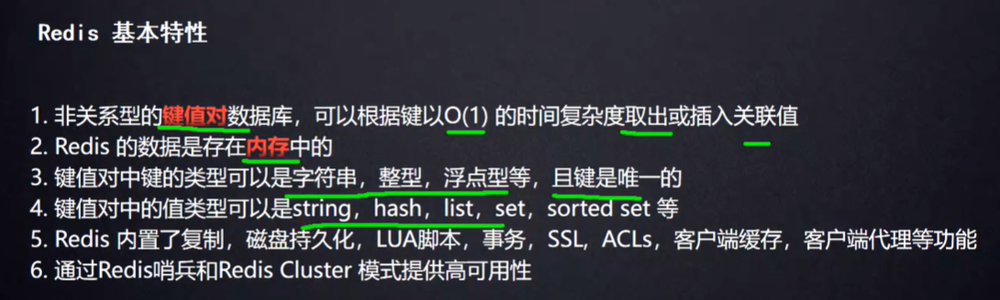 Redis 基本特性
1. 非关系型的键值对数据库，可以根据键以O(1) 的时间复杂度取出或插入关联值
2. Redis 的数据是存在内存中的
3. 键值对中键的类型可以是字符串，整型，浮点型等，且键是唯一的
4. 键值对中的值类型可以是string，hash，list，set，sorted set 等
5. Redis 内置了复制，磁盘持久化，LUA脚本，事务，SSL，ACLs，客户端缓存，客户端代理等功能
6. 通过Redis哨兵和Redis Cluster 模式提供高可用性